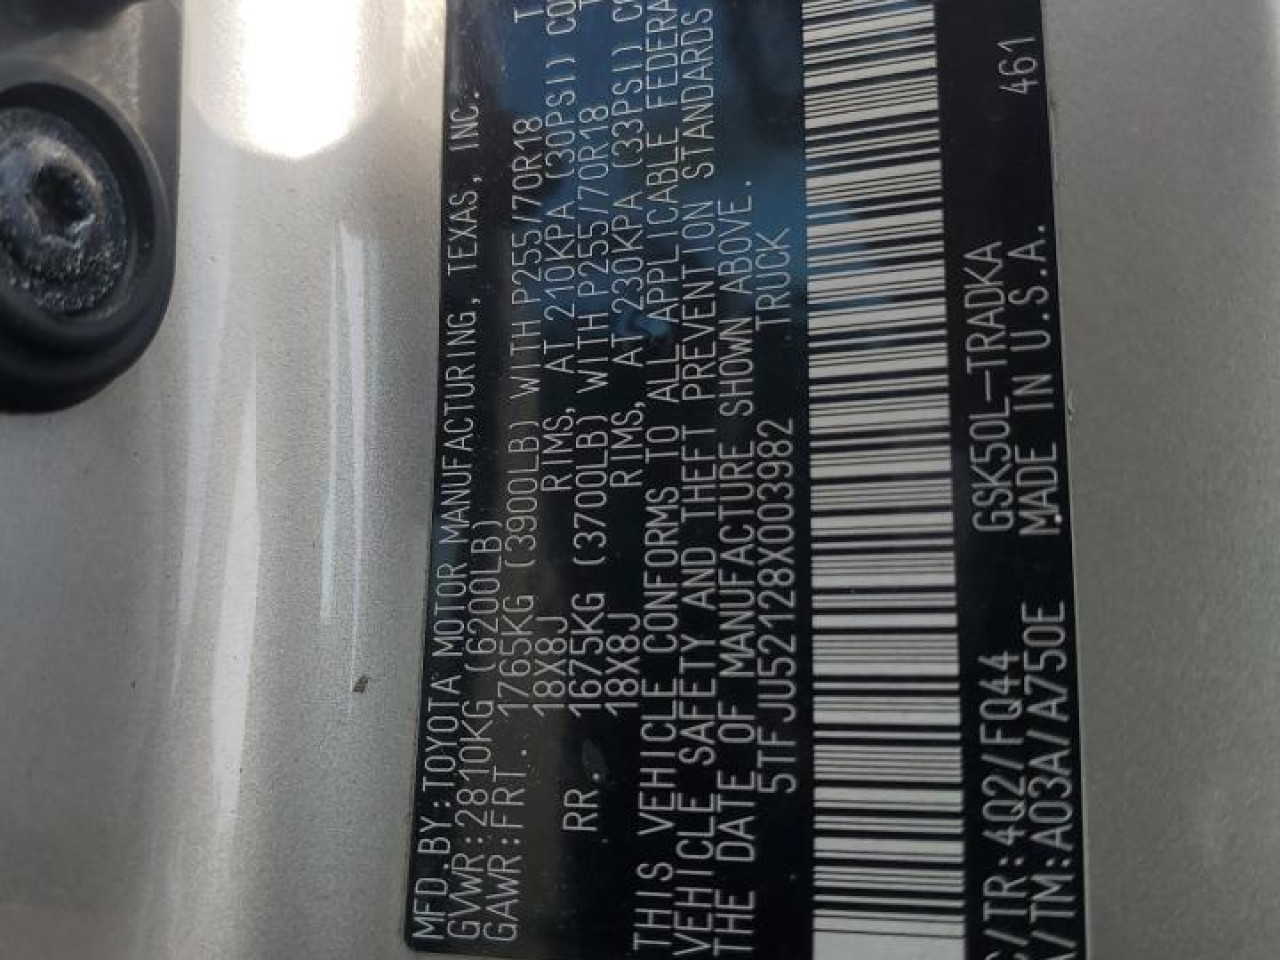 MFD.BY:TOYOTA MOTOR MANUFACTURING, TEXAS, INC.
GVWR:2810KG(6200LB)
GAWR:FRT. 1765KG (3900LB) WITH P255/70R18 T
18X8J RIMS, AT 210KPA (30PSI) CO
RR. 1675KG (3700LB) WITH P255/70R18
18X8J RIMS, AT 230KPA (33PSI)
THIS VEHICLE CONFORMS TO ALL APPLICABLE FEDERA
VEHICLE SAFETY AND THEFT PREVENTION STANDARDS
THE DATE OF MANUFACTURE SHOWN ABOVE.
5TFJU52128X003982 TRUCK
C/TR:4Q2/FQ44 GSK50L-TRADKA 461
A/TM:A03A/A750E MADE IN U.S.A.